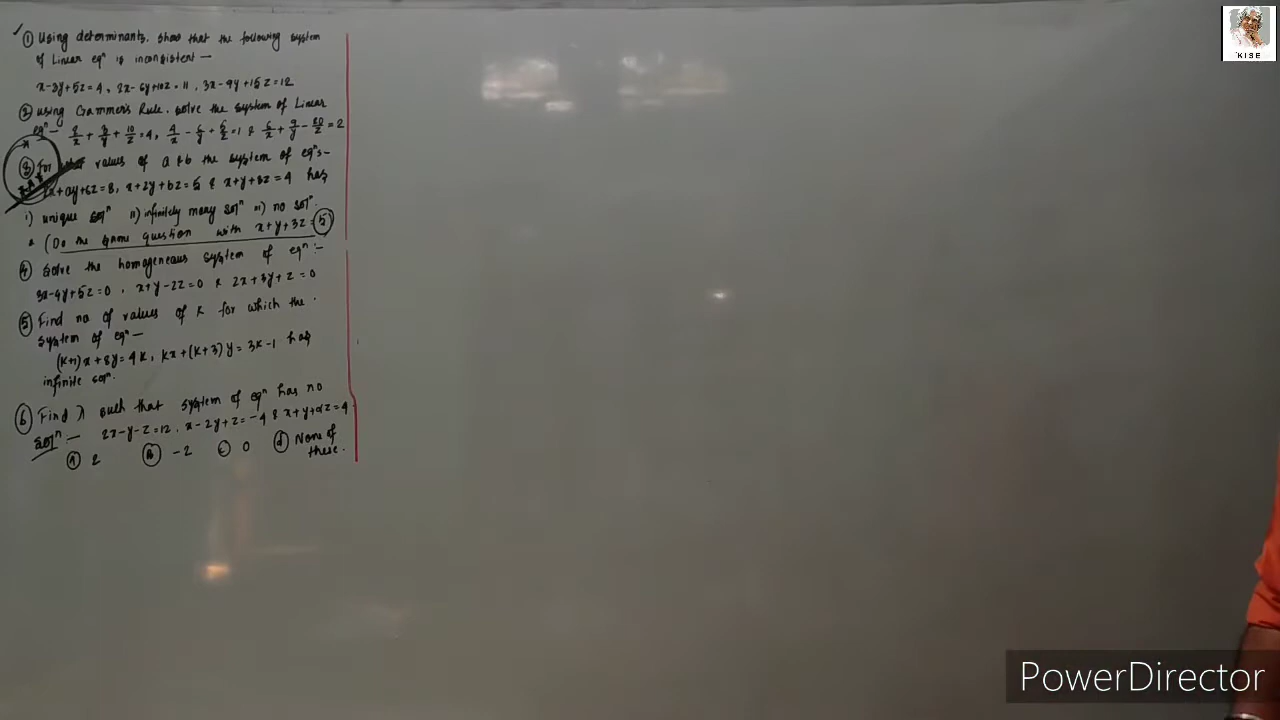 ① Using determinants. Show that the following system
of Linear eqⁿ is inconsistent —
x-3y+5z=4, 2x-6y+10z=11, 3x-9y+15z=12
② Using Crammer's Rule. solve the system of Linear
eqⁿ- 2/x + 3/y + 10/z = 4, 4/x - 6/y + 5/z = 1 & 6/x + 9/y - 20/z = 2
③ For values of a & b the system of eqⁿs-
x+ay+6z=8, x+2y+bz=5 & x+y+3z=4 has
i) unique solⁿ ii) infinitely many solⁿ iii) no solⁿ.
* (Do the same question with x+y+3z=5)
④ Solve the homogeneous system of eqⁿ:-
3x-4y+5z=0, x+y-2z=0 & 2x+3y+z=0
⑤ Find no of values of K for which the
system of eqⁿ—
(K+1)x+8y=4K, Kx+(K+3)y=3K-1 has
infinite solⁿ.
⑥ Find λ such that system of eqⁿ has no
solⁿ:— 2x-y-z=12, x-2y+z=-4 & x+y+αz=4
ⓐ 2 ⓑ -2 ⓒ 0 ⓓ None of
these.
KISE
PowerDirector